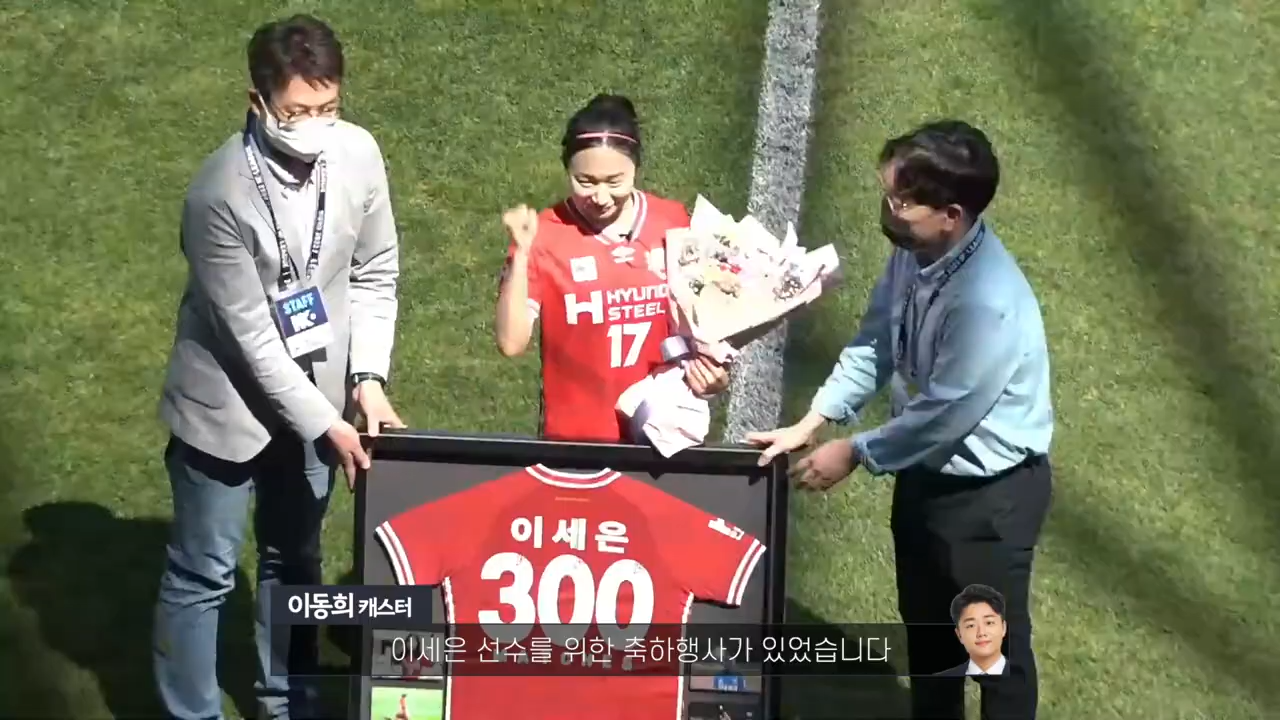 STAFF
HYUNDAI
STEEL
17
이세은
300
이동희 캐스터
이세은 선수를 위한 축하행사가 있었습니다